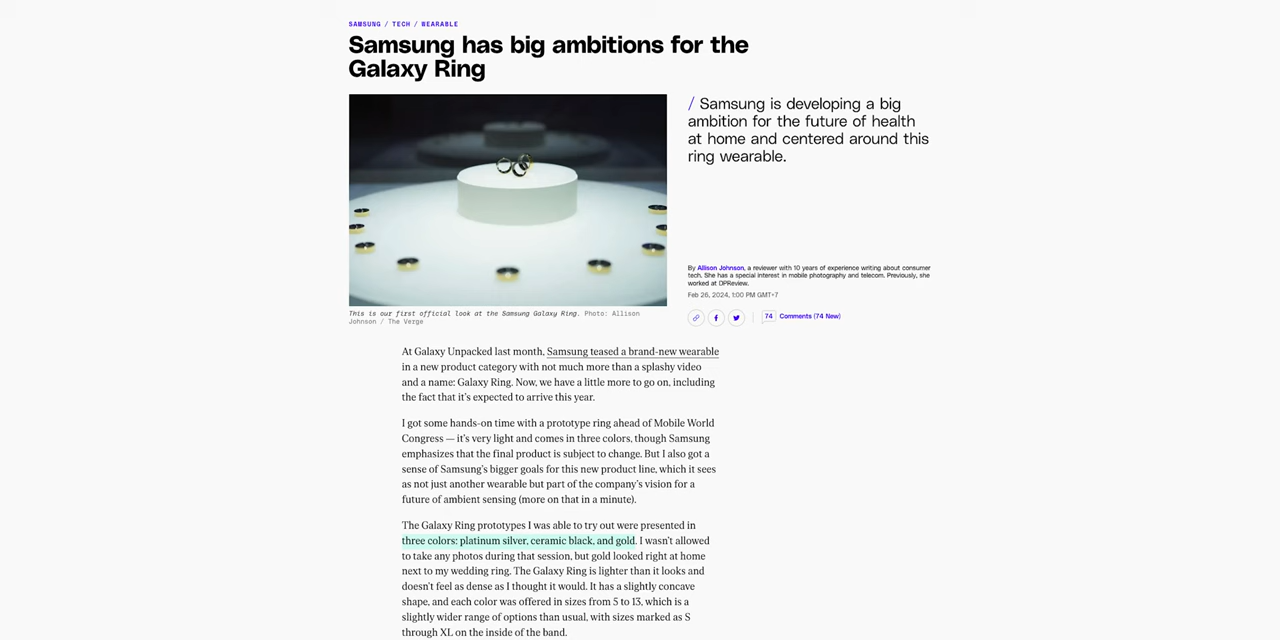 SAMSUNG / TECH / WEARABLE
Samsung has big ambitions for the
Galaxy Ring
/ Samsung is developing a big
ambition for the future of health
at home and centered around this
ring wearable.
By Allison Johnson, a reviewer with 10 years of experience writing about consumer
tech. She has a special interest in mobile photography and telecom. Previously, she
worked at DPReview.
Feb 26, 2024, 1:00 PM GMT+7
74 Comments (74 New)
This is our first official look at the Samsung Galaxy Ring. Photo: Allison
Johnson / The Verge
At Galaxy Unpacked last month, Samsung teased a brand-new wearable
in a new product category with not much more than a splashy video
and a name: Galaxy Ring. Now, we have a little more to go on, including
the fact that it's expected to arrive this year.
I got some hands-on time with a prototype ring ahead of Mobile World
Congress — it's very light and comes in three colors, though Samsung
emphasizes that the final product is subject to change. But I also got a
sense of Samsung's bigger goals for this new product line, which it sees
as not just another wearable but part of the company's vision for a
future of ambient sensing (more on that in a minute).
The Galaxy Ring prototypes I was able to try out were presented in
three colors: platinum silver, ceramic black, and gold. I wasn't allowed
to take any photos during that session, but gold looked right at home
next to my wedding ring. The Galaxy Ring is lighter than it looks and
doesn't feel as dense as I thought it would. It has a slightly concave
shape, and each color was offered in sizes from 5 to 13, which is a
slightly wider range of options than usual, with sizes marked as S
through XL on the inside of the band.